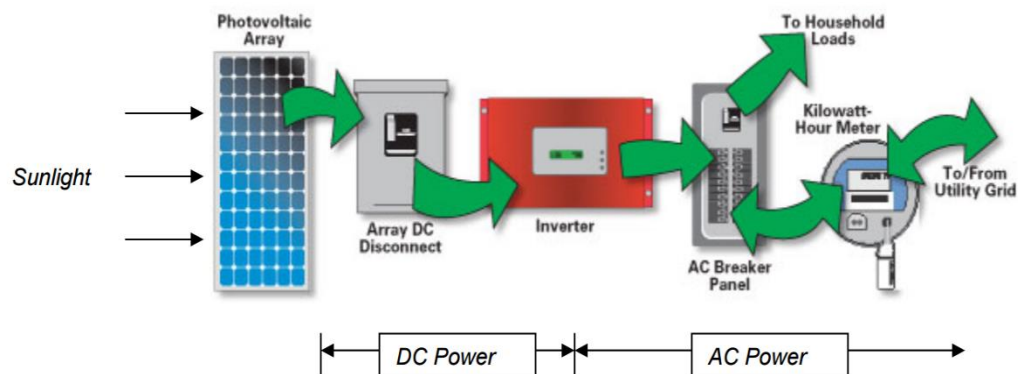 Photovoltaic
Array
To Household
Loads
Kilowatt-
Hour Meter
Sunlight
To/From
Utility Grid
Array DC
Disconnect
Inverter
AC Breaker
Panel
DC Power
AC Power